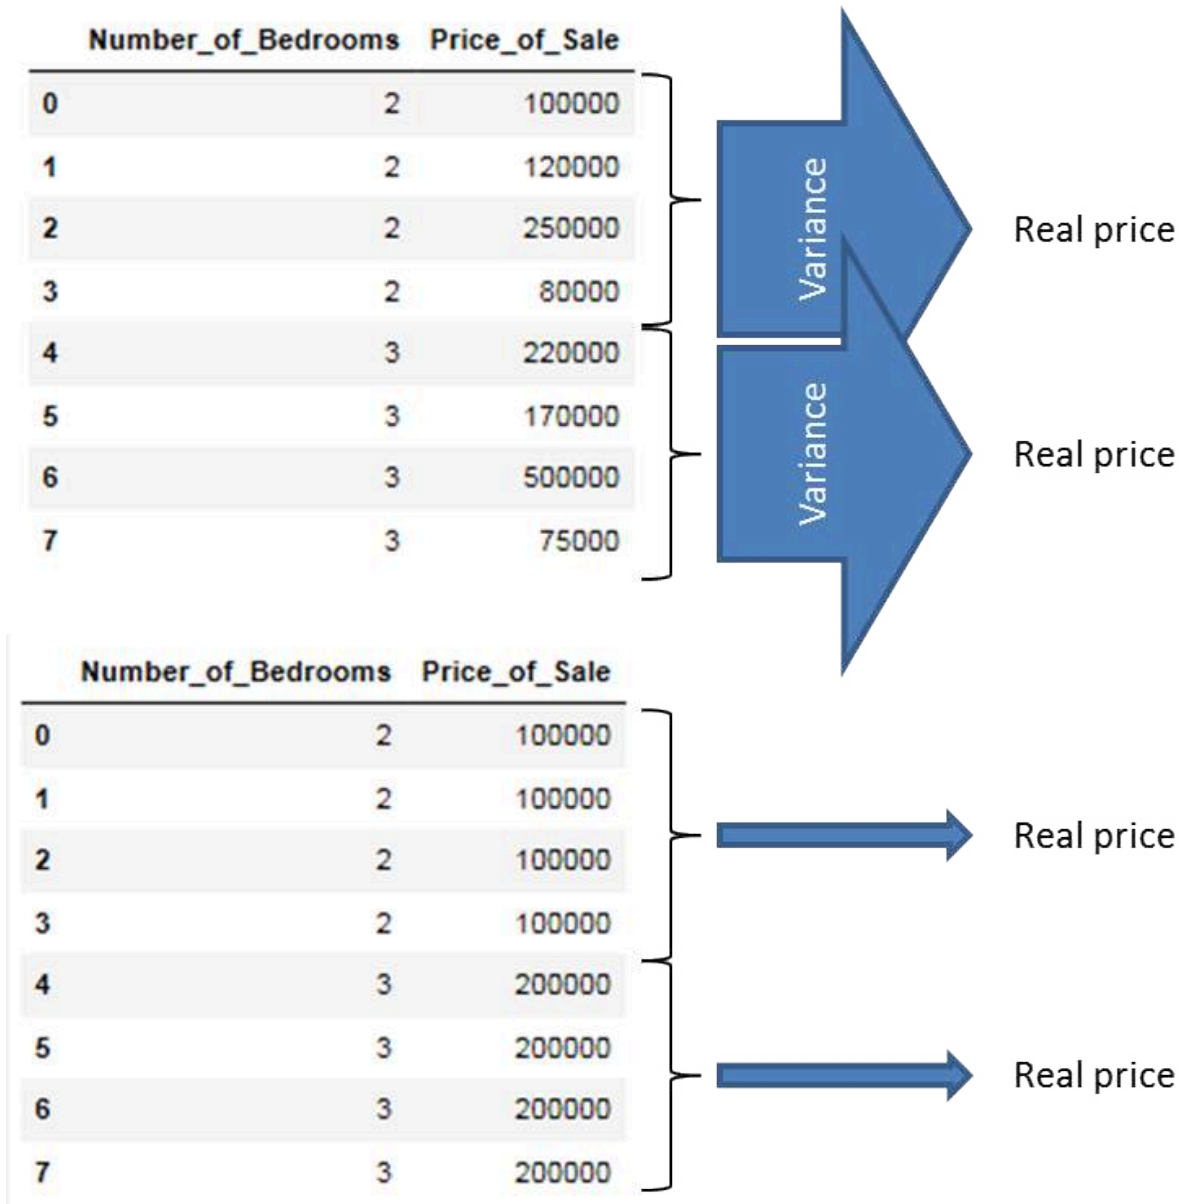 Number_of_Bedrooms Price_of_Sale
0 2 100000
1 2 120000
2 2 250000
3 2 80000
4 3 220000
5 3 170000
6 3 500000
7 3 75000
Variance
Real price
Variance
Real price
Number_of_Bedrooms Price_of_Sale
0 2 100000
1 2 100000
2 2 100000
3 2 100000
4 3 200000
5 3 200000
6 3 200000
7 3 200000
Real price
Real price